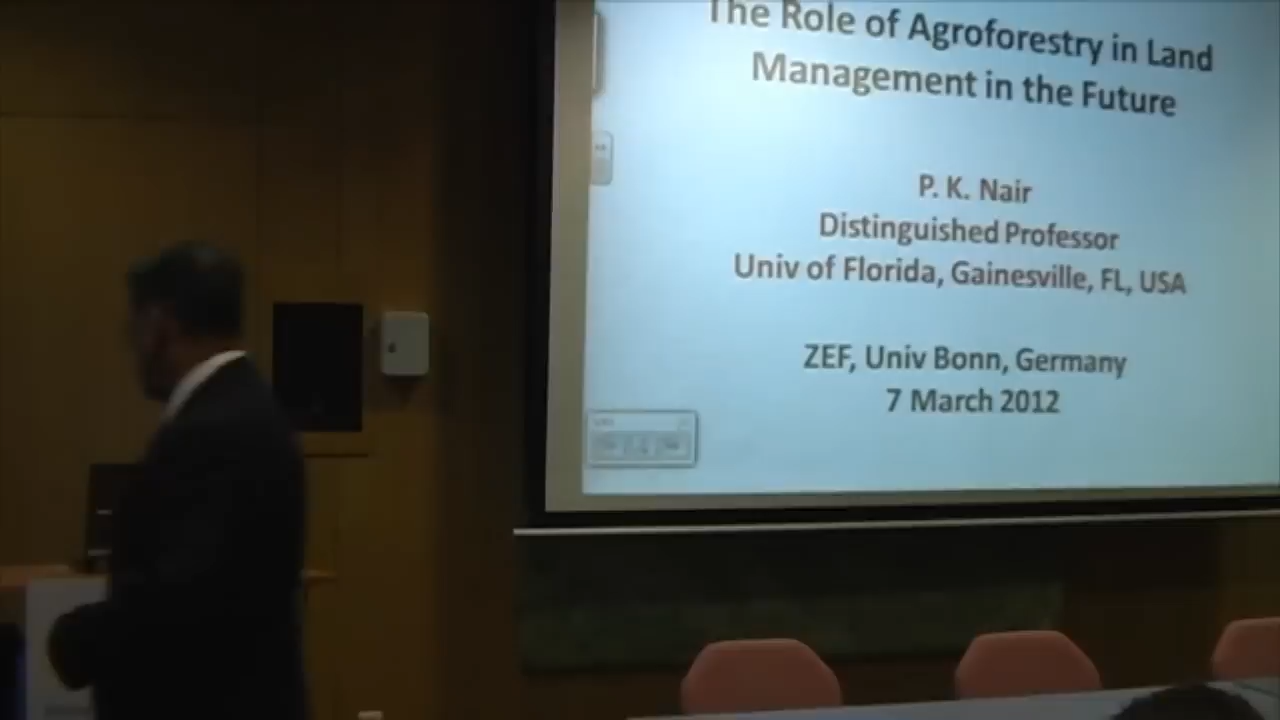 The Role of Agroforestry in Land
Management in the Future
P. K. Nair
Distinguished Professor
Univ of Florida, Gainesville, FL, USA
ZEF, Univ Bonn, Germany
7 March 2012